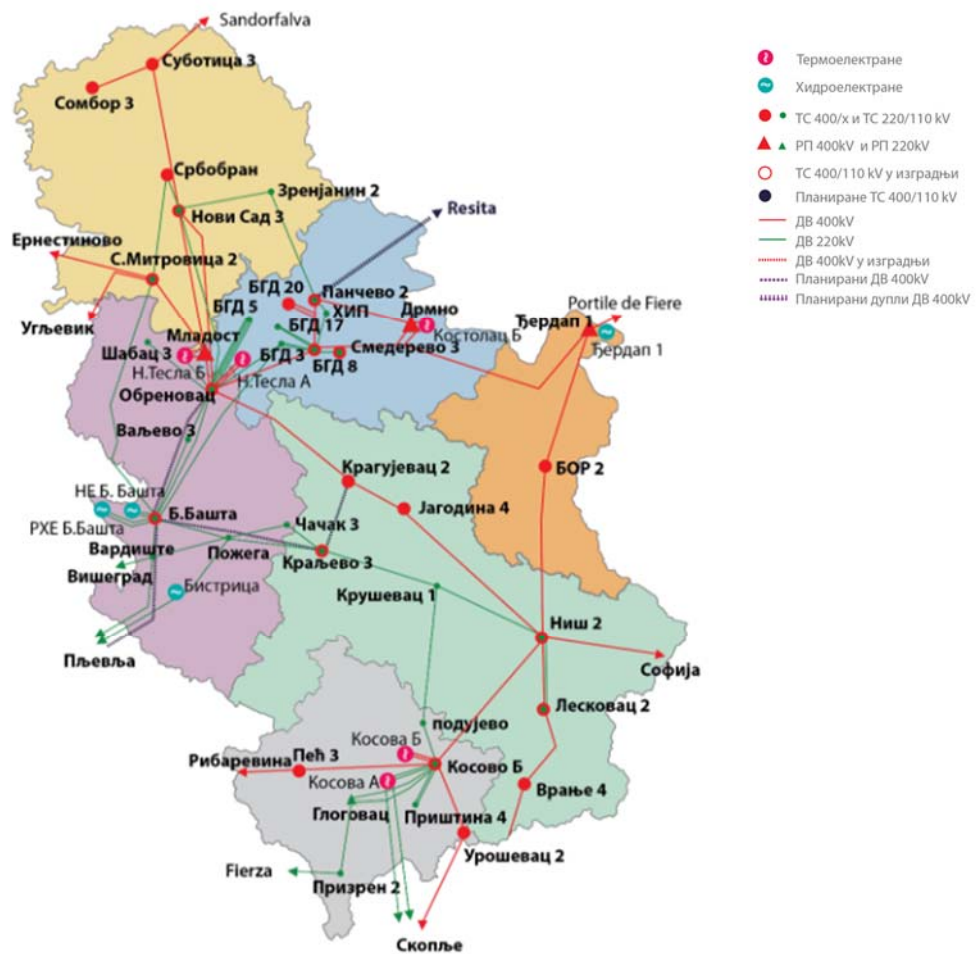 Sandorfalva
Суботица 3
Сомбор 3
Србобран
Зрењанин 2
Нови Сад 3
Resita
Ернестиново
С.Митровица 2
БГД 20
Панчево 2
БГД 5
ХИП
Дрмно
Portile de Fiere
Ђердап 1
Угљевик
Младост
БГД 17
Костолац Б
Шабац 3
БГД 3
Смедерево 3
Ђердап 1
Н.Тесла Б
БГД 8
Н.Тесла А
Обреновац
Ваљево 3
Крагујевац 2
БОР 2
НЕ Б. Башта
Јагодина 4
Б.Башта
РХЕ Б.Башта
Чачак 3
Вардиште
Пожега
Краљево 3
Вишеград
Бистрица
Крушевац 1
Ниш 2
Пљевља
Софија
Лесковац 2
подујево
Косова Б
Рибаревина
Пећ 3
Косово Б
Косова А
Врање 4
Глоговац
Приштина 4
Урошевац 2
Fierza
Призрен 2
Скопље
Термоелектране
Хидроелектране
ТС 400/x и ТС 220/110 kV
РП 400kV и РП 220kV
ТС 400/110 kV у изградњи
Планиране ТС 400/110 kV
ДВ 400kV
ДВ 220kV
ДВ 400kV у изградњи
Планирани ДВ 400kV
Планирани дупли ДВ 400kV